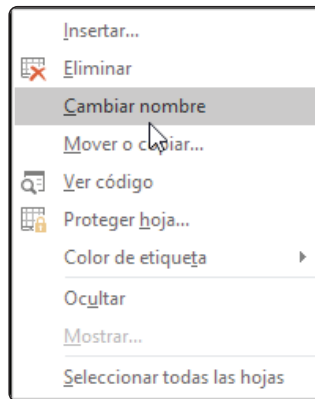 Insertar...
Eliminar
Cambiar nombre
Mover o copiar...
Ver código
Proteger hoja...
Color de etiqueta
Ocultar
Mostrar...
Seleccionar todas las hojas